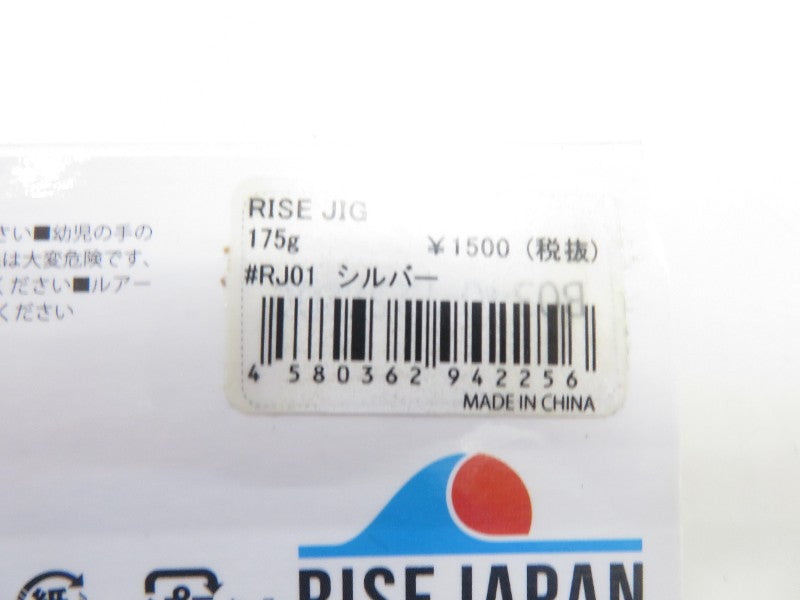 RISE JIG
175g ¥1500 (税抜)
#RJ01 シルバー
4 580362 942256
MADE IN CHINA
さい■幼児の手の
は大変危険です、
ください■ルアー
ください
RISE JAPAN
紙